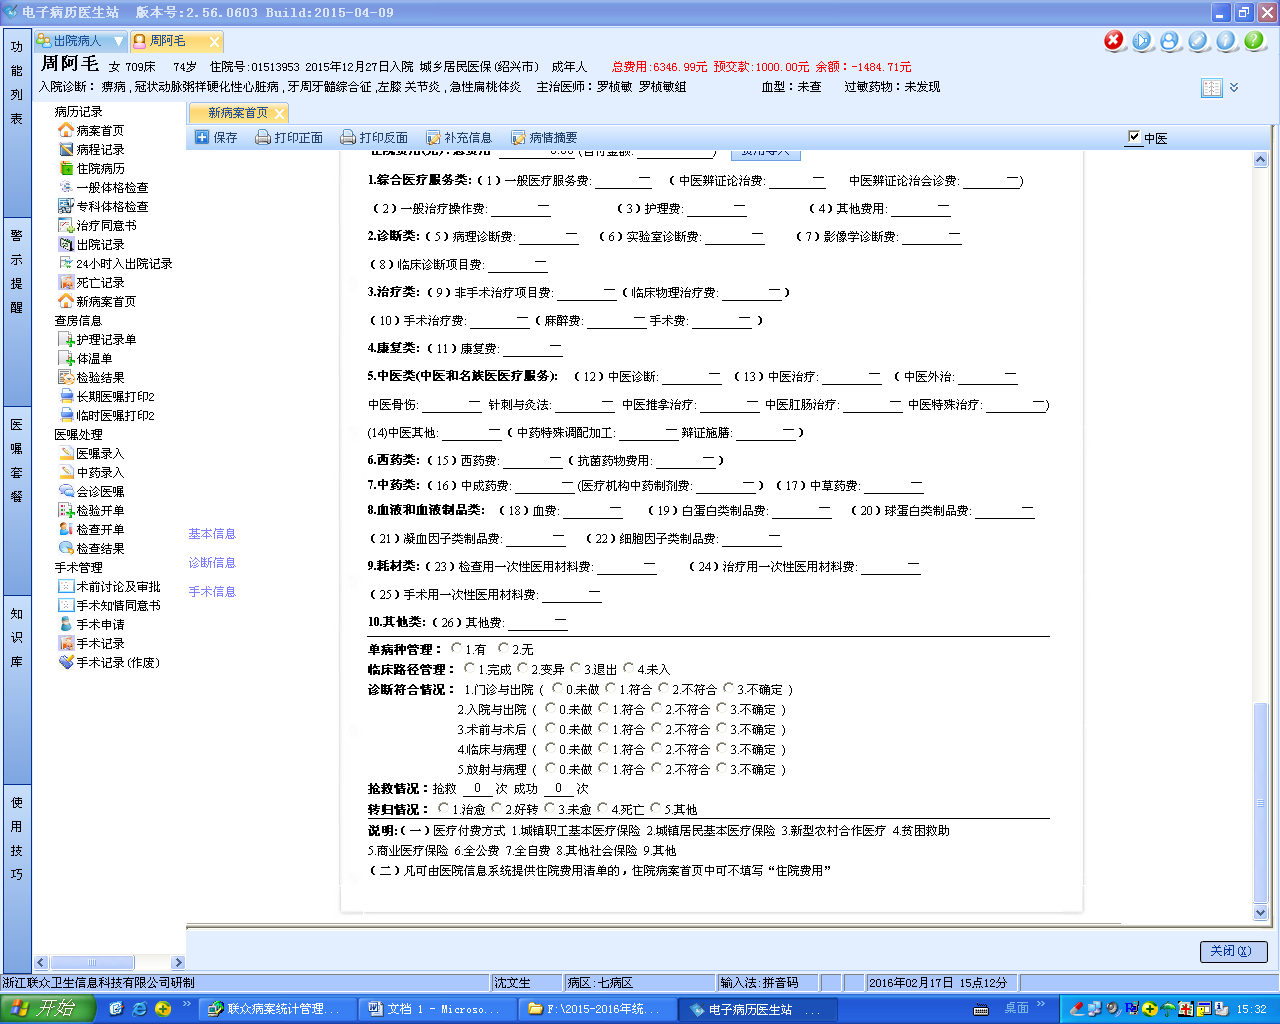 电子病历医生站 版本号:2.56.0603 Build:2015-04-09
出院病人 周阿毛
周阿毛 女 709床 74岁 住院号:01513953 2015年12月27日入院 城乡居民医保(绍兴市) 成年人 总费用:6346.99元 预交款:1000.00元 余额:-1484.71元
入院诊断: 痹病,冠状动脉粥样硬化性心脏病,牙周牙髓综合征,左膝关节炎,急性扁桃体炎 主治医师:罗桢敏 罗桢敏组 血型:未查 过敏药物:未发现
功能列表
警示提醒
医嘱套餐
知识库
使用技巧
病历记录
病案首页
病程记录
住院病历
一般体格检查
专科体格检查
治疗同意书
出院记录
24小时入出院记录
死亡记录
新病案首页
查房信息
护理记录单
体温单
检验结果
长期医嘱打印2
临时医嘱打印2
医嘱处理
医嘱录入
中药录入
会诊医嘱
检验开单
检查开单
检查结果
手术管理
术前讨论及审批
手术知情同意书
手术申请
手术记录
手术记录(作废)
新病案首页
保存 打印正面 打印反面 补充信息 病情摘要 中医
基本信息
诊断信息
手术信息
住院费用(元):总费用 0.00 (自付金额: ) 费用导入
1.综合医疗服务类:(1)一般医疗服务费: — (中医辨证论治费: — 中医辨证论治会诊费: —)
(2)一般治疗操作费: — (3)护理费: — (4)其他费用: —
2.诊断类:(5)病理诊断费: — (6)实验室诊断费: — (7)影像学诊断费: —
(8)临床诊断项目费: —
3.治疗类:(9)非手术治疗项目费: —(临床物理治疗费: —)
(10)手术治疗费: —(麻醉费: — 手术费: — )
4.康复类:(11)康复费: —
5.中医类(中医和名族医医疗服务): (12)中医诊断: — (13)中医治疗: — (中医外治: —
中医骨伤: — 针刺与灸法: — 中医推拿治疗: — 中医肛肠治疗: — 中医特殊治疗: —)
(14)中医其他: —(中药特殊调配加工: — 辩证施膳: —)
6.西药类:(15)西药费: —(抗菌药物费用: —)
7.中药类:(16)中成药费: —(医疗机构中药制剂费: —)(17)中草药费: —
8.血液和血液制品类: (18)血费: — (19)白蛋白类制品费: — (20)球蛋白类制品费: —
(21)凝血因子类制品费: — (22)细胞因子类制品费: —
9.耗材类:(23)检查用一次性医用材料费: — (24)治疗用一次性医用材料费: —
(25)手术用一次性医用材料费: —
10.其他类:(26)其他费: —
单病种管理: 1.有 2.无
临床路径管理: 1.完成 2.变异 3.退出 4.未入
诊断符合情况: 1.门诊与出院 ( 0.未做 1.符合 2.不符合 3.不确定 )
2.入院与出院 ( 0.未做 1.符合 2.不符合 3.不确定 )
3.术前与术后 ( 0.未做 1.符合 2.不符合 3.不确定 )
4.临床与病理 ( 0.未做 1.符合 2.不符合 3.不确定 )
5.放射与病理 ( 0.未做 1.符合 2.不符合 3.不确定 )
抢救情况:抢救 0 次 成功 0 次
转归情况: 1.治愈 2.好转 3.未愈 4.死亡 5.其他
说明:(一)医疗付费方式 1.城镇职工基本医疗保险 2.城镇居民基本医疗保险 3.新型农村合作医疗 4.贫困救助
5.商业医疗保险 6.全公费 7.全自费 8.其他社会保险 9.其他
(二)凡可由医院信息系统提供住院费用清单的,住院病案首页中可不填写“住院费用”
关闭(X)
浙江联众卫生信息科技有限公司研制 沈文生 病区:七病区 输入法:拼音码 2016年02月17日 15点12分
开始 联众病案统计管理... 文档 1 - Microso... F:\2015-2016年统... 电子病历医生站 ... 桌面 15:32